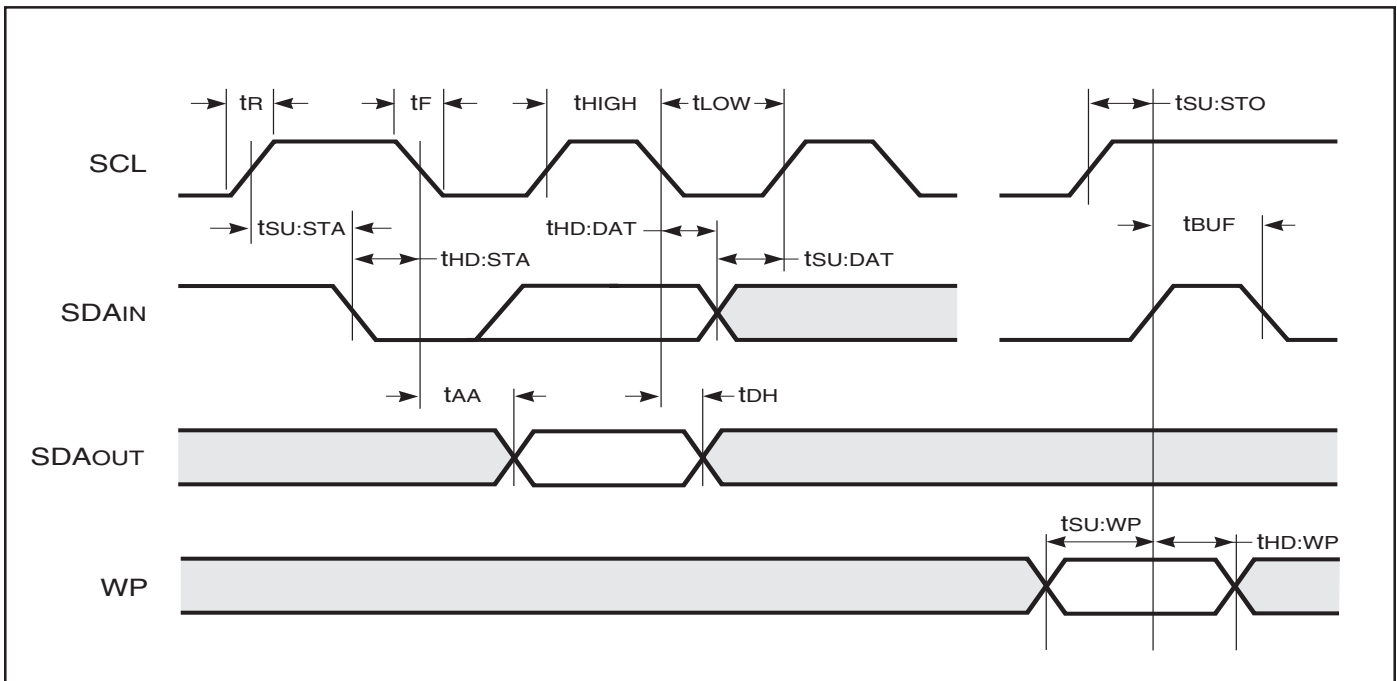 tR tF tHIGH tLOW tSU:STO
SCL
tSU:STA tHD:DAT tBUF
tHD:STA tSU:DAT
SDAIN
tAA tDH
SDAOUT
tSU:WP
tHD:WP
WP